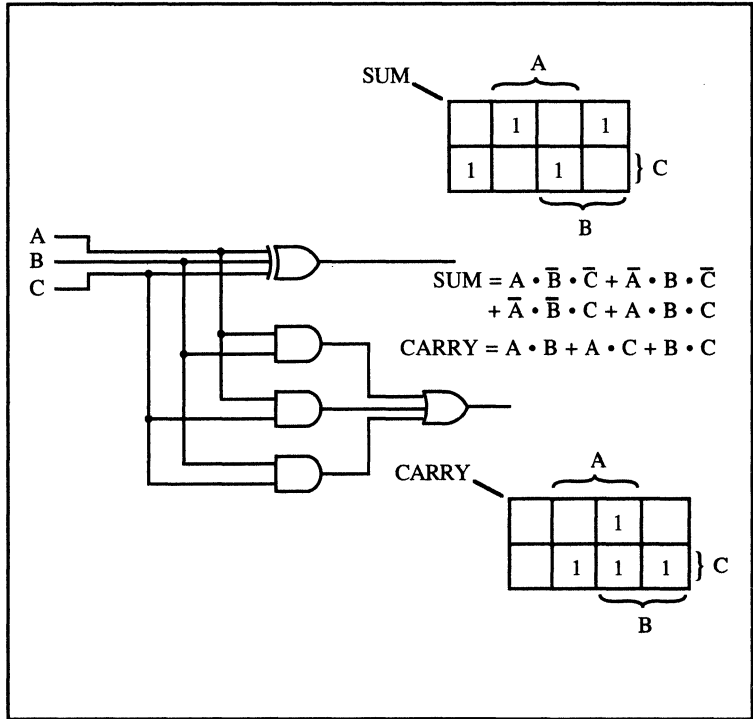 A
SUM
1 1
1 1
C
B
A
B
C
SUM = A • B̅ • C̅ + A̅ • B • C̅
+ A̅ • B̅ • C + A • B • C
CARRY = A • B + A • C + B • C
A
CARRY
1
1 1 1
C
B